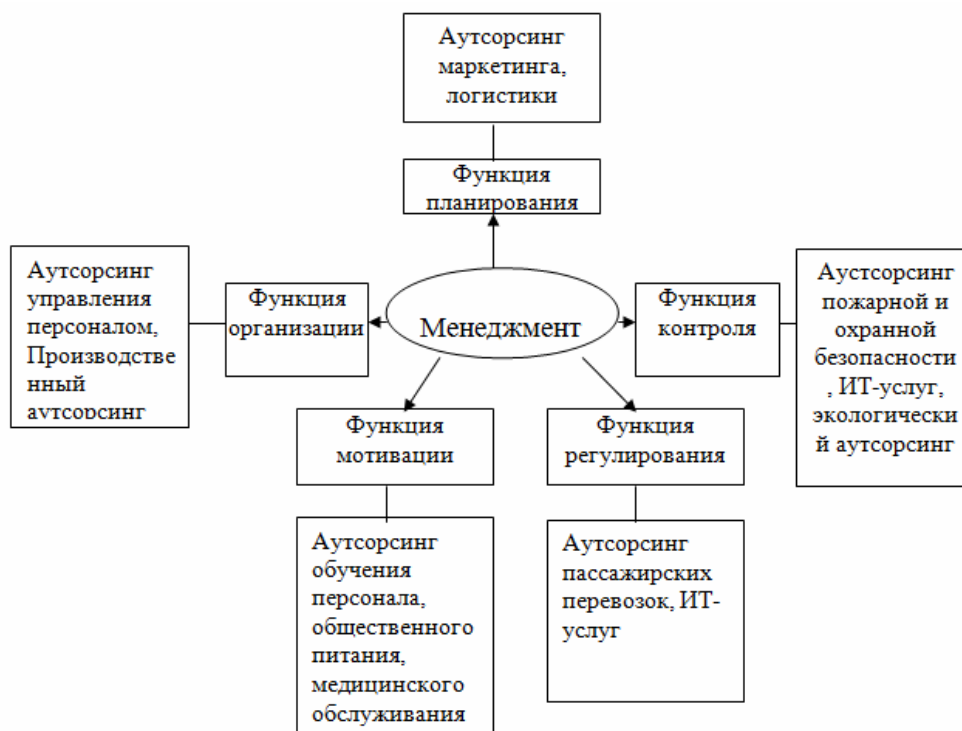 Аутсорсинг
маркетинга,
логистики
Функция
планирования
Аутсорсинг
управления
персоналом,
Производстве
нный
аутсорсинг
Функция
организации
Менеджмент
Функция
контроля
Аустсорсинг
пожарной и
охранной
безопасности
, ИТ-услуг,
экологически
й аутсорсинг
Функция
мотивации
Функция
регулирования
Аутсорсинг
обучения
персонала,
общественного
питания,
медицинского
обслуживания
Аутсорсинг
пассажирских
перевозок, ИТ-
услуг